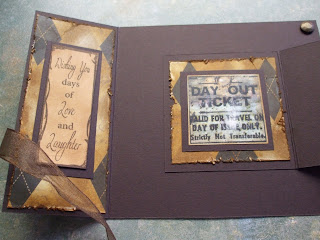 Wishing You
days
of
Love
and
Laughter
DAY OUT
TICKET
VALID FOR TRAVEL ON
DAY OF ISSUE ONLY.
Strictly Not Transferable.